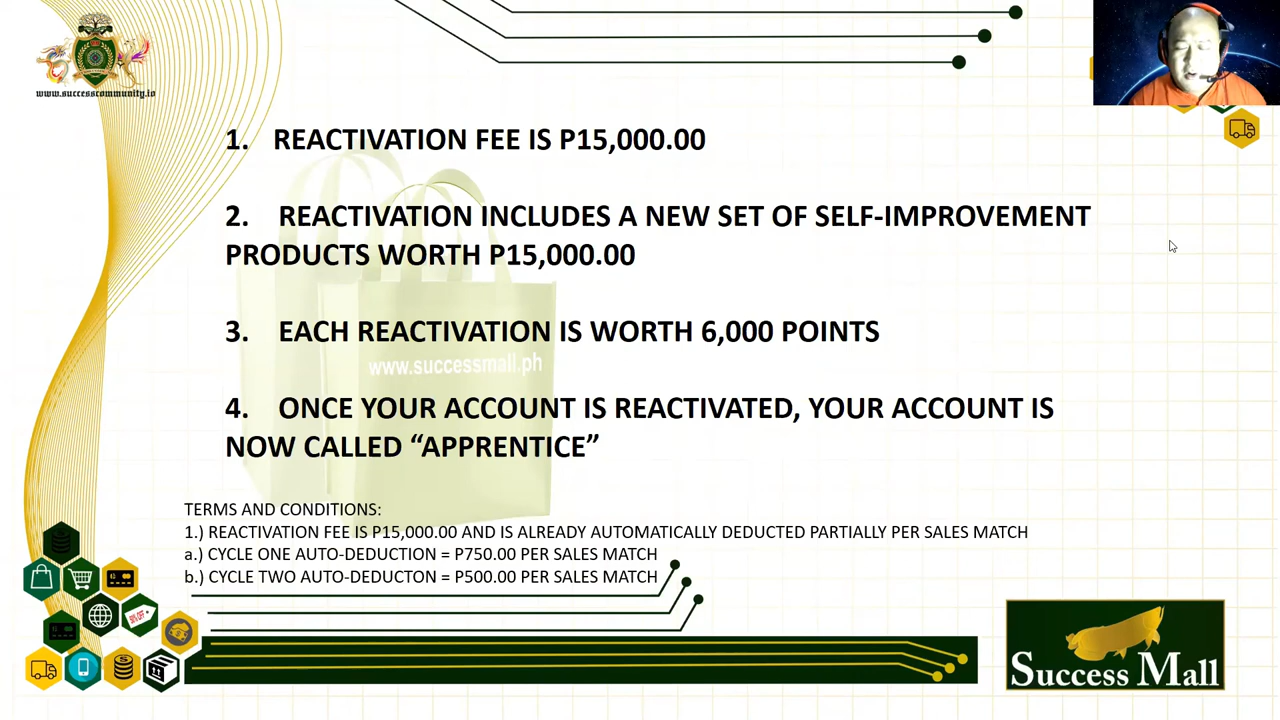 www.successcommunity.io
1. REACTIVATION FEE IS P15,000.00
2. REACTIVATION INCLUDES A NEW SET OF SELF-IMPROVEMENT
PRODUCTS WORTH P15,000.00
3. EACH REACTIVATION IS WORTH 6,000 POINTS
www.successmall.ph
4. ONCE YOUR ACCOUNT IS REACTIVATED, YOUR ACCOUNT IS
NOW CALLED “APPRENTICE”
TERMS AND CONDITIONS:
1.) REACTIVATION FEE IS P15,000.00 AND IS ALREADY AUTOMATICALLY DEDUCTED PARTIALLY PER SALES MATCH
a.) CYCLE ONE AUTO-DEDUCTION = P750.00 PER SALES MATCH
b.) CYCLE TWO AUTO-DEDUCTON = P500.00 PER SALES MATCH
Success Mall